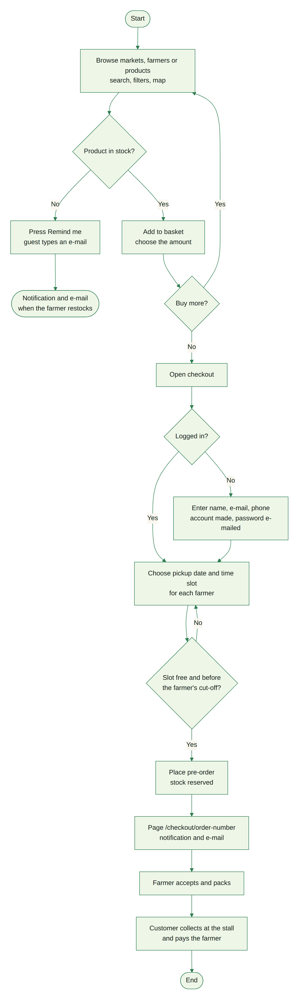 Start
Browse markets, farmers or
products
search, filters, map
Product in stock?
No
Yes
Yes
Press Remind me
guest types an e-mail
Add to basket
choose the amount
Notification and e-mail
when the farmer restocks
Buy more?
No
Open checkout
Logged in?
No
Yes
Enter name, e-mail, phone
account made, password e-
mailed
Choose pickup date and time
slot
for each farmer
No
Slot free and before
the farmer's cut-off?
Yes
Place pre-order
stock reserved
Page /checkout/order-number
notification and e-mail
Farmer accepts and packs
Customer collects at the stall
and pays the farmer
End